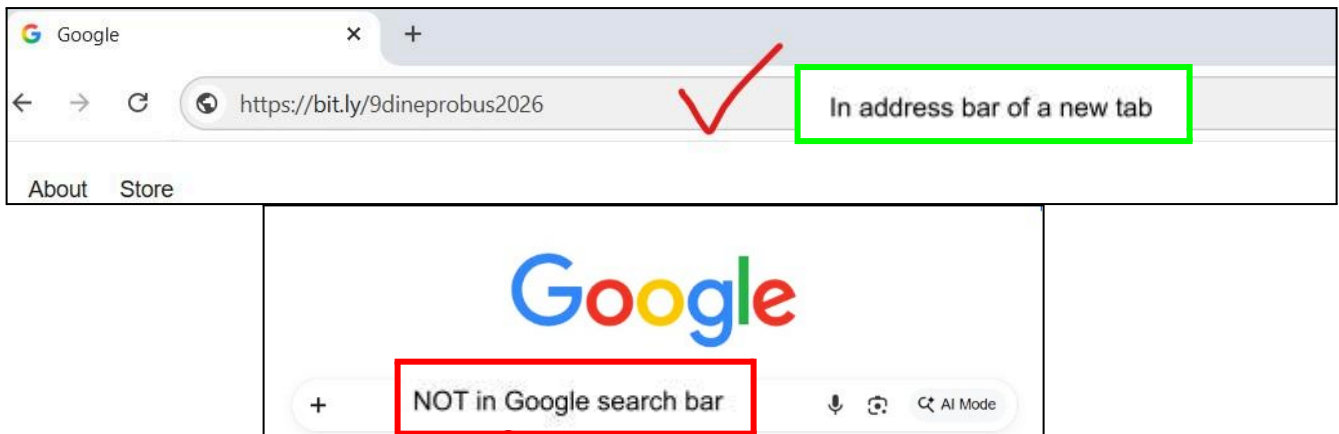 Google
https://bit.ly/9dineprobus2026
In address bar of a new tab
About Store
Google
NOT in Google search bar
AI Mode